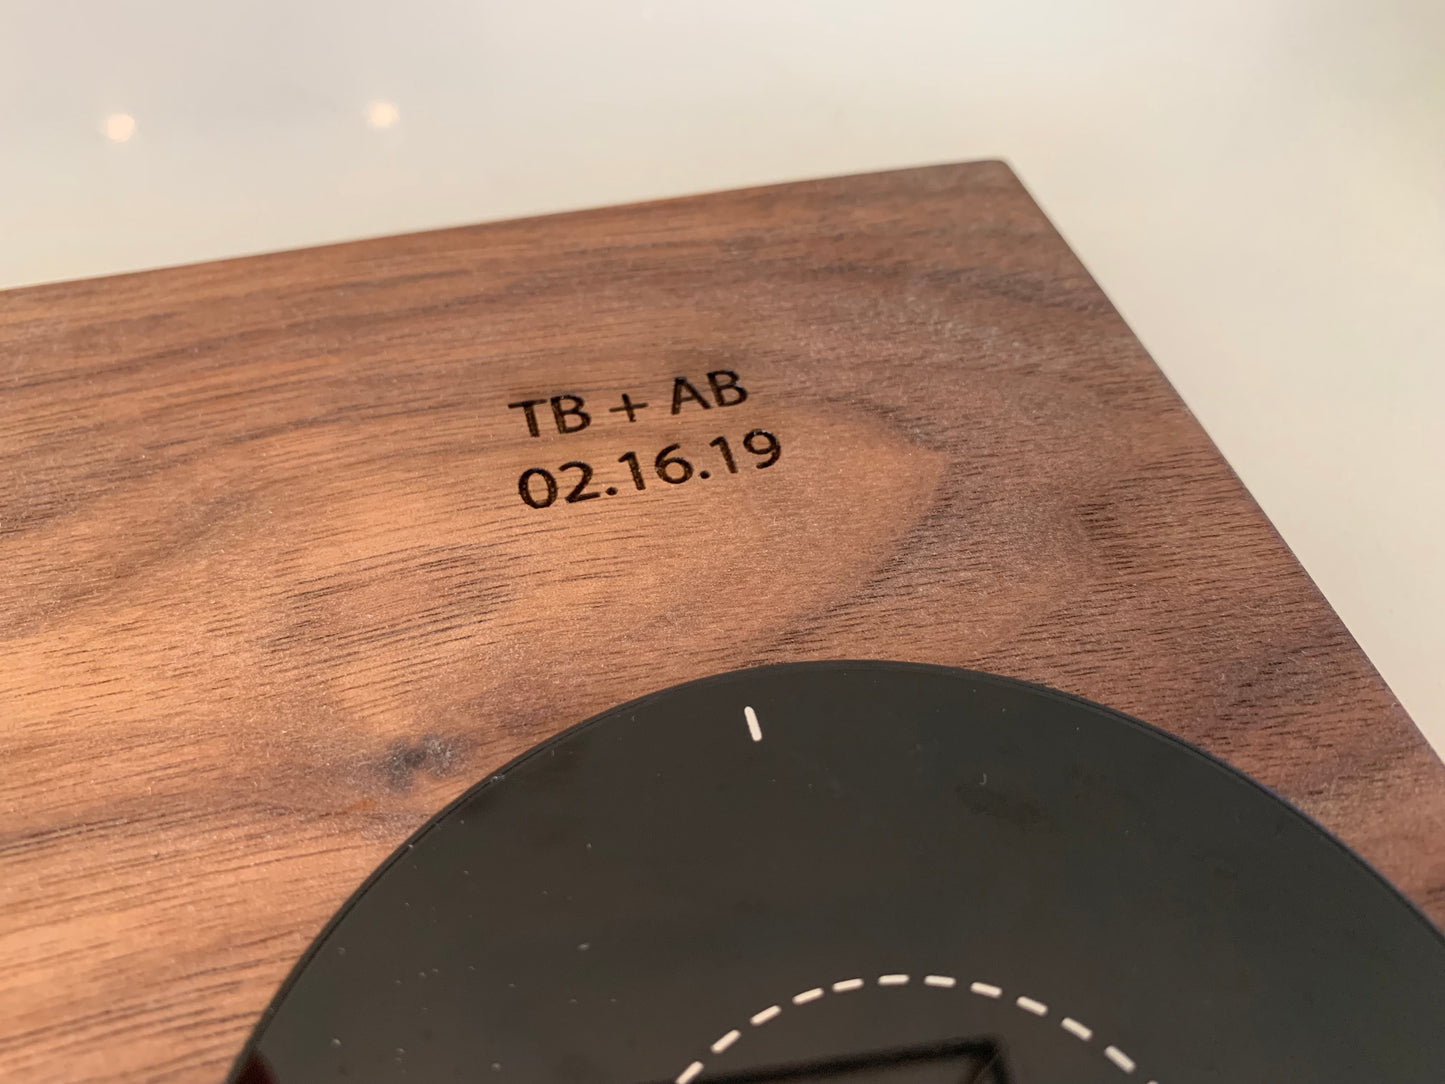 TB + AB
02.16.19